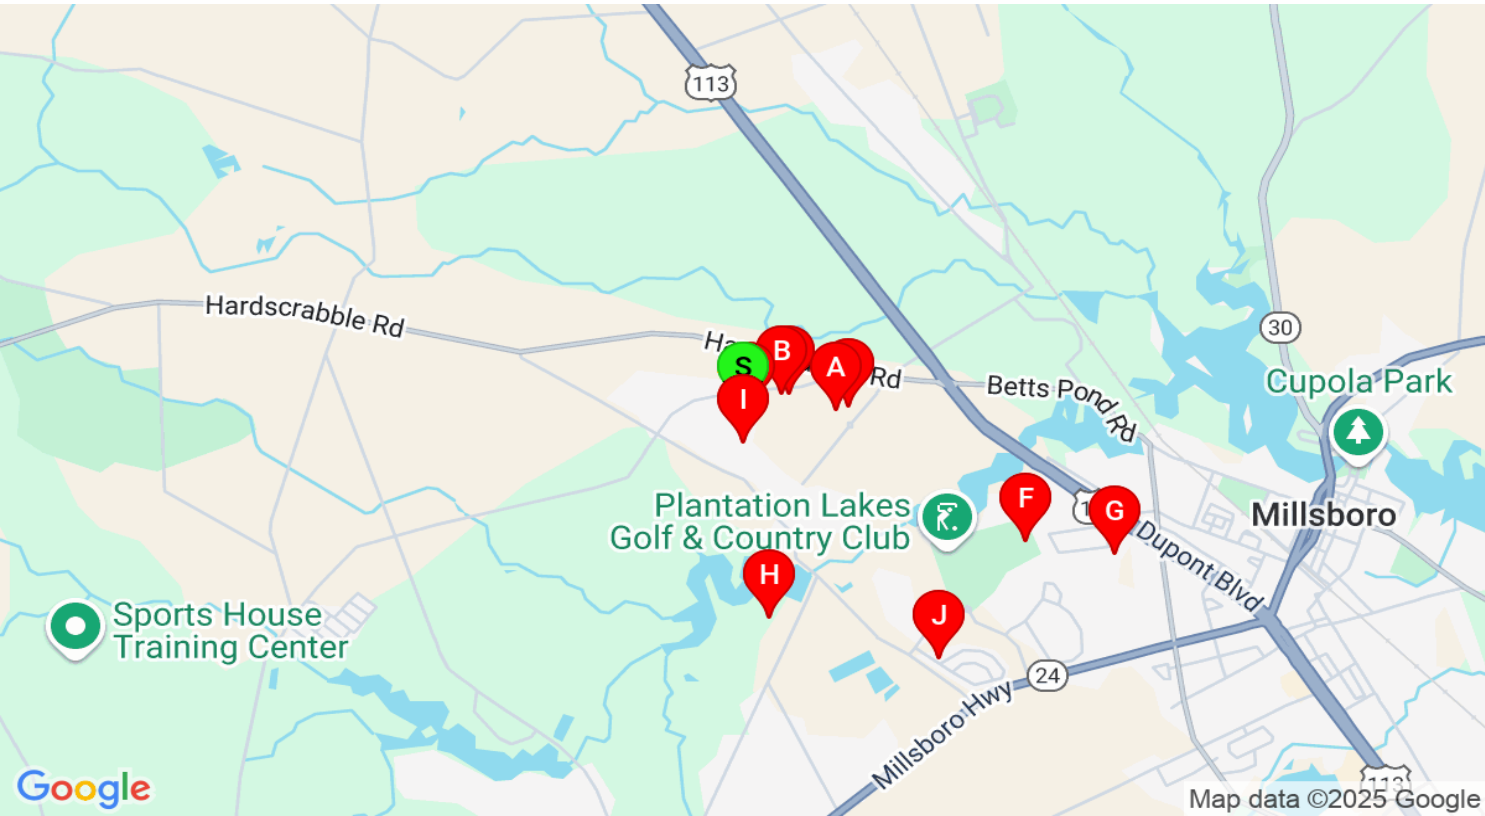 113
Hardscrabble Rd
Ha
Rd
S
B
A
I
Betts Pond Rd
30
Cupola Park
Plantation Lakes
Golf & Country Club
F
G
1
Millsboro
Dupont Blvd
H
J
Sports House
Training Center
24
Millsboro Hwy
113
Google
Map data ©2025 Google